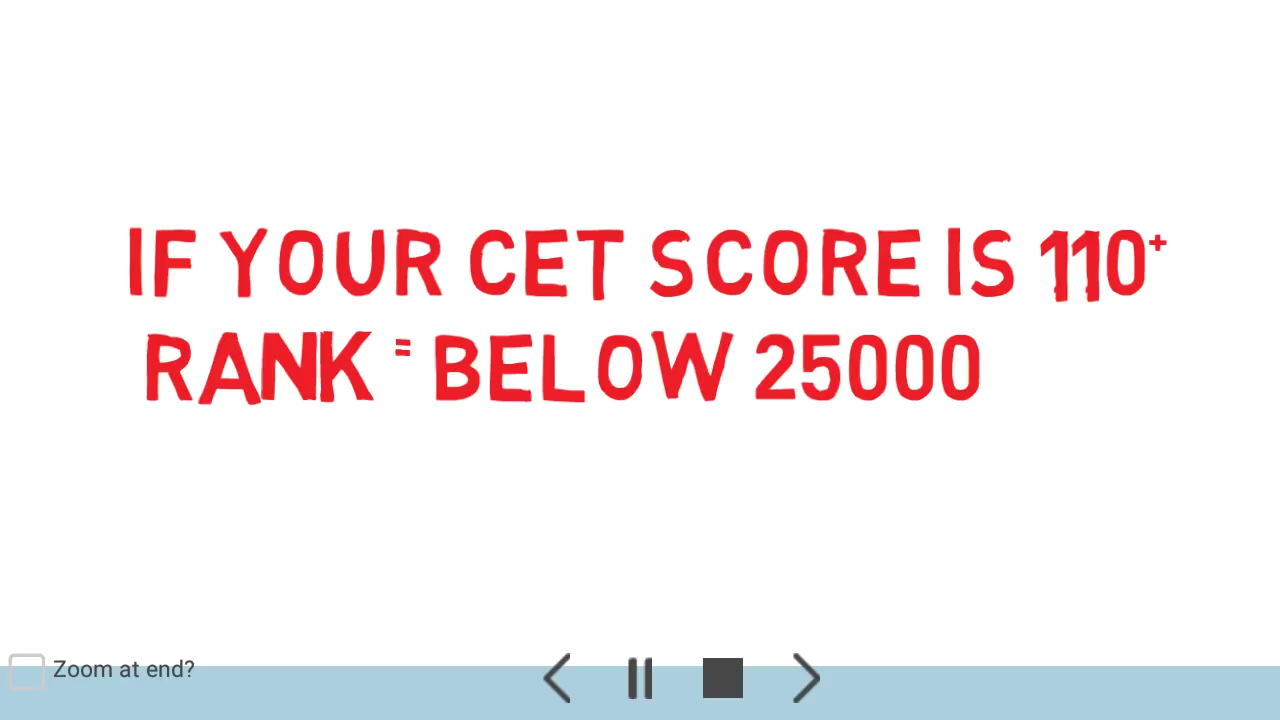 IF YOUR CET SCORE IS 110+
RANK = BELOW 25000
Zoom at end?